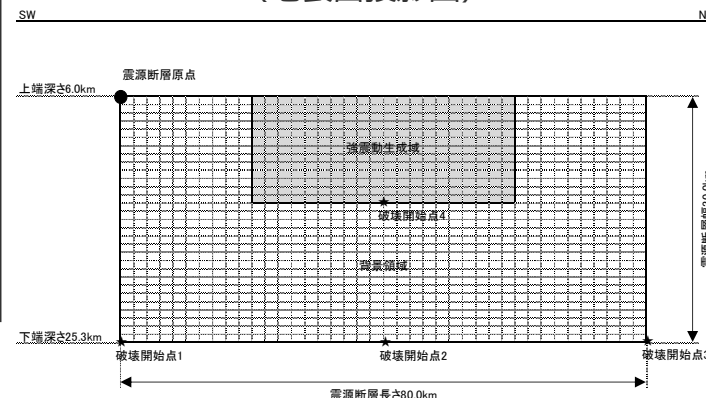 SW
震源断層原点
上端深さ6.0km
強震動生成域
破壊開始点4
背景領域
下端深さ25.3km
破壊開始点1
破壊開始点2
破壊開始点3
震源断層長さ80.0km